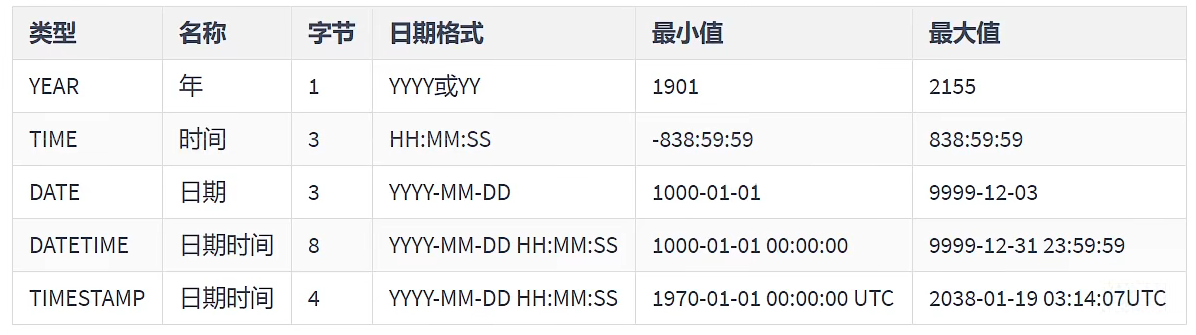 类型 名称 字节 日期格式 最小值 最大值
YEAR 年 1 YYYY或YY 1901 2155
TIME 时间 3 HH:MM:SS -838:59:59 838:59:59
DATE 日期 3 YYYY-MM-DD 1000-01-01 9999-12-03
DATETIME 日期时间 8 YYYY-MM-DD HH:MM:SS 1000-01-01 00:00:00 9999-12-31 23:59:59
TIMESTAMP 日期时间 4 YYYY-MM-DD HH:MM:SS 1970-01-01 00:00:00 UTC 2038-01-19 03:14:07UTC